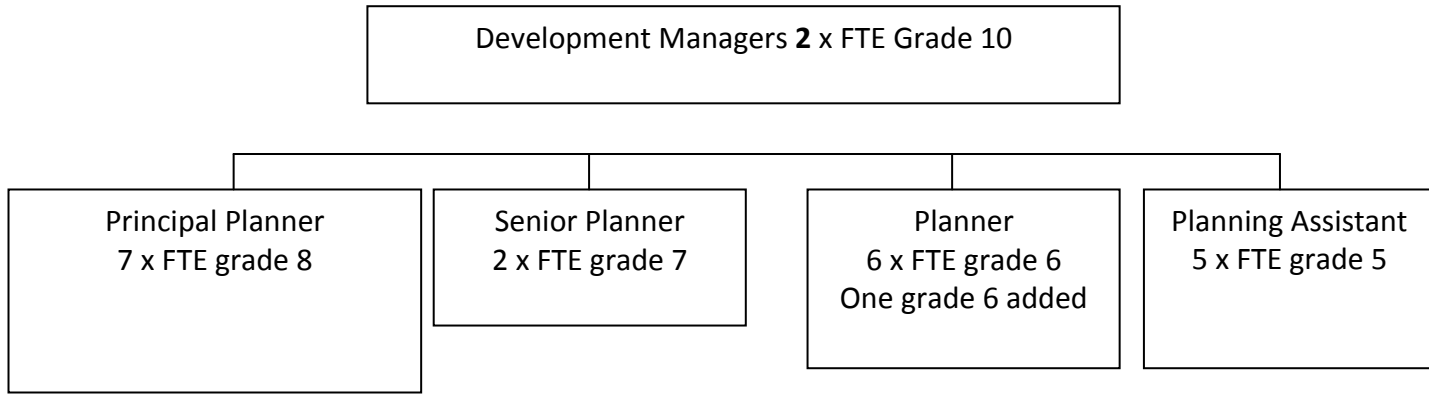 Development Managers 2 x FTE Grade 10
Principal Planner
7 x FTE grade 8
Senior Planner
2 x FTE grade 7
Planner
6 x FTE grade 6
One grade 6 added
Planning Assistant
5 x FTE grade 5